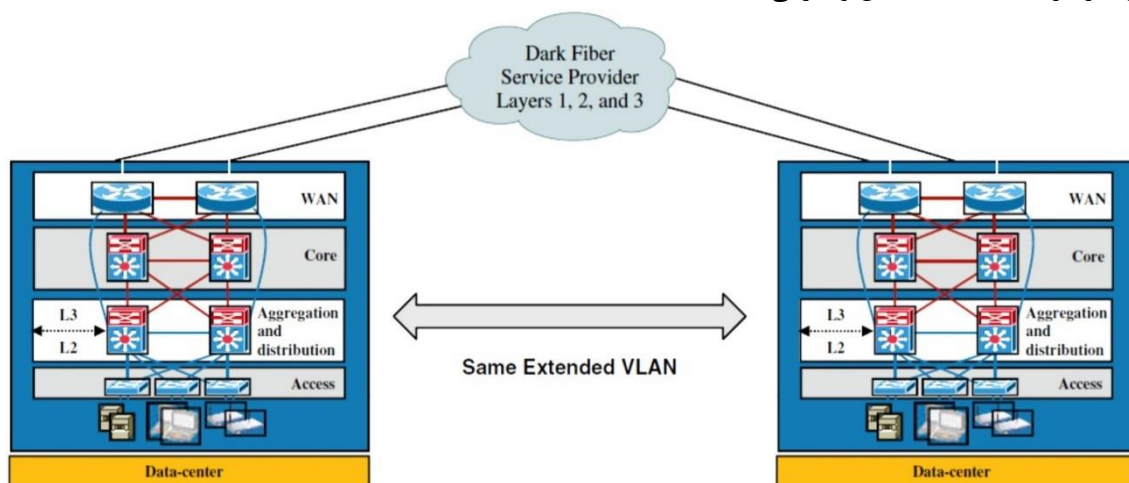 Dark Fiber
Service Provider
Layers 1, 2, and 3
WAN
Core
L3
L2
Aggregation
and
distribution
Access
Data-center
Same Extended VLAN
WAN
Core
L3
L2
Aggregation
and
distribution
Access
Data-center